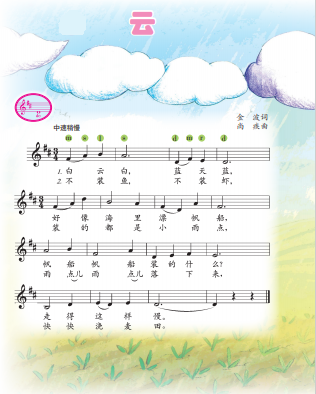 云
金 波词
雨 疾曲
中速稍慢
m s l s d m r d
1. 白 云白， 蓝 天蓝，
2. 不 装 鱼， 不 装 虾，
好 像 海 里 漂 帆 船，
装 的 都 是 小 雨 点，
帆 船 帆 船 装 的 什 么？
雨 点儿 雨 点儿 落 下 来，
走 得 这 样 慢。
快 快 浇 麦 田。